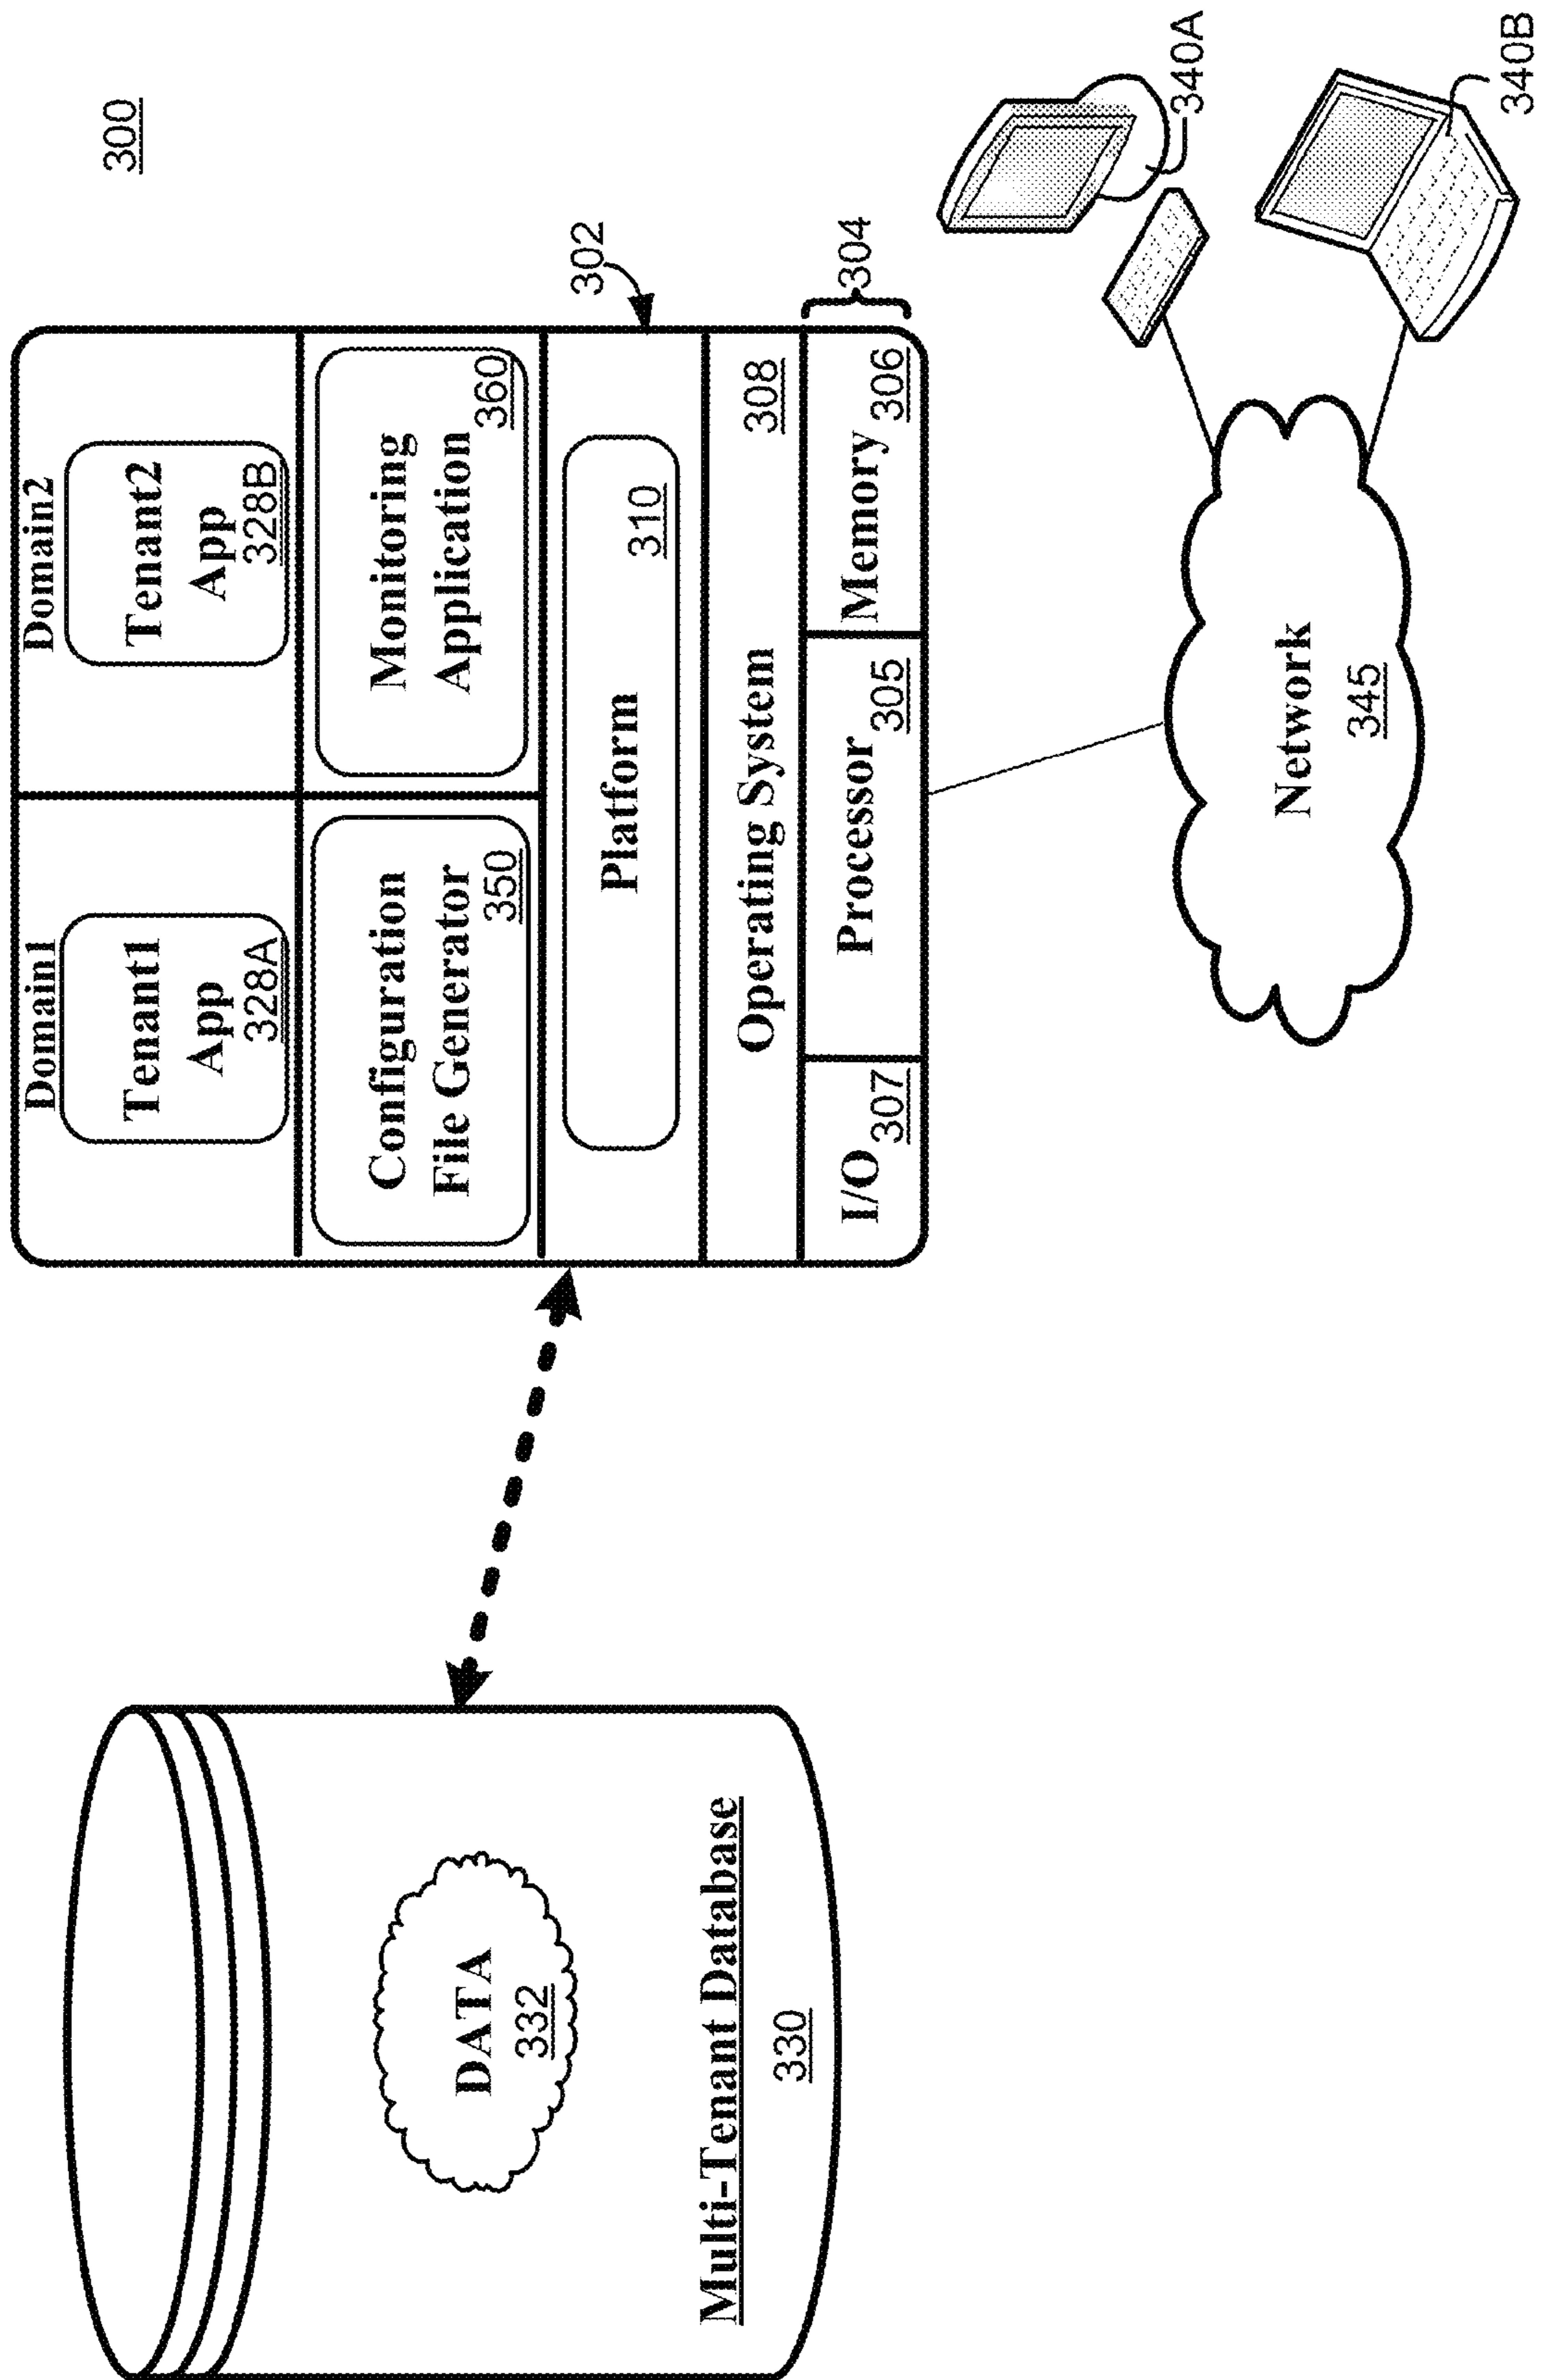 300
Domain1
Domain2
Tenant1
App
328A
Tenant2
App
328B
Configuration
File Generator
350
Monitoring
Application
360
302
Platform
310
Operating System
308
304
I/O
307
Processor
305
Memory
306
DATA
332
Multi-Tenant Database
330
Network
345
340A
340B